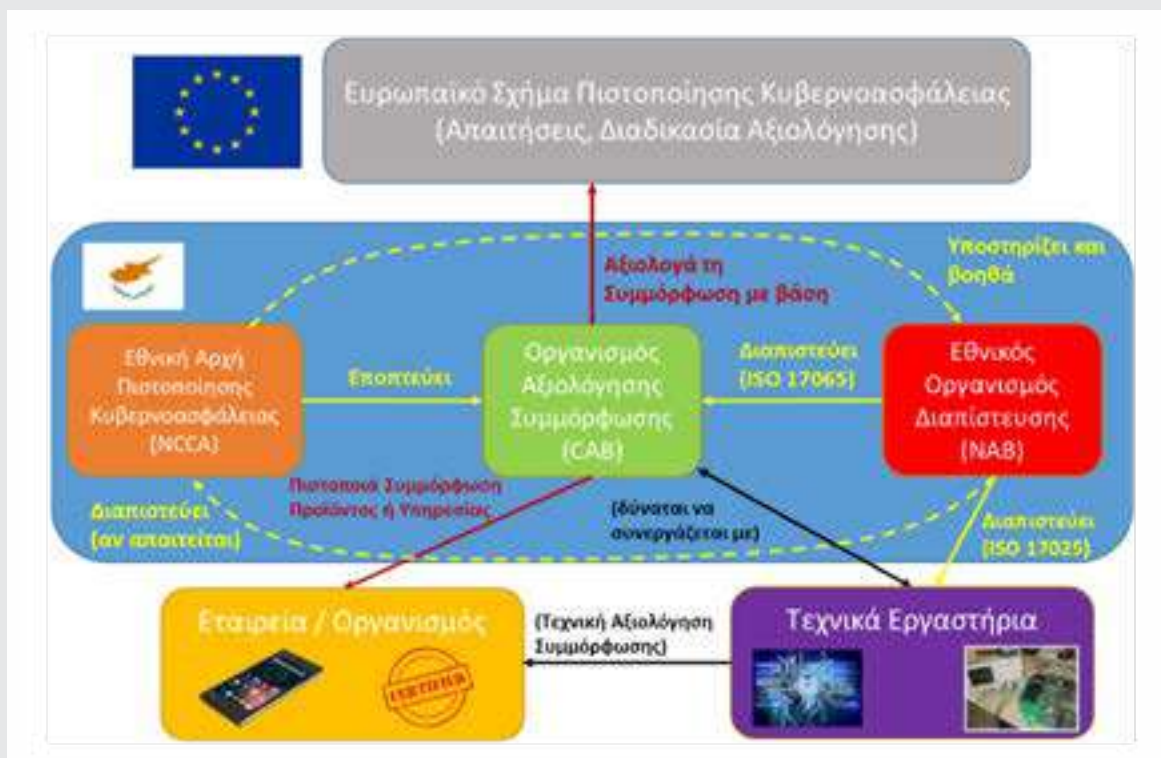 Ευρωπαϊκό Σχήμα Πιστοποίησης Κυβερνοασφάλειας
(Απαιτήσεις, Διαδικασία Αξιολόγησης)
Υποστηρίζει και
βοηθά
Αξιολογά τη
Συμμόρφωση με βάση
Εθνική Αρχή
Πιστοποίησης
Κυβερνοασφάλειας
(NCCA)
Εποπτεύει
Οργανισμός
Αξιολόγησης
Συμμόρφωσης
(CAB)
Διαπιστεύει
(ISO 17065)
Εθνικός
Οργανισμός
Διαπίστευσης
(NAB)
Πιστοποιά Συμμόρφωση
Προϊόντος ή Υπηρεσίας
Διαπιστεύει
(αν απαιτείται)
(δύναται να
συνεργάζεται με)
Διαπιστεύει
(ISO 17025)
Εταιρεία / Οργανισμός
(Τεχνική Αξιολόγηση
Συμμόρφωσης)
Τεχνικά Εργαστήρια